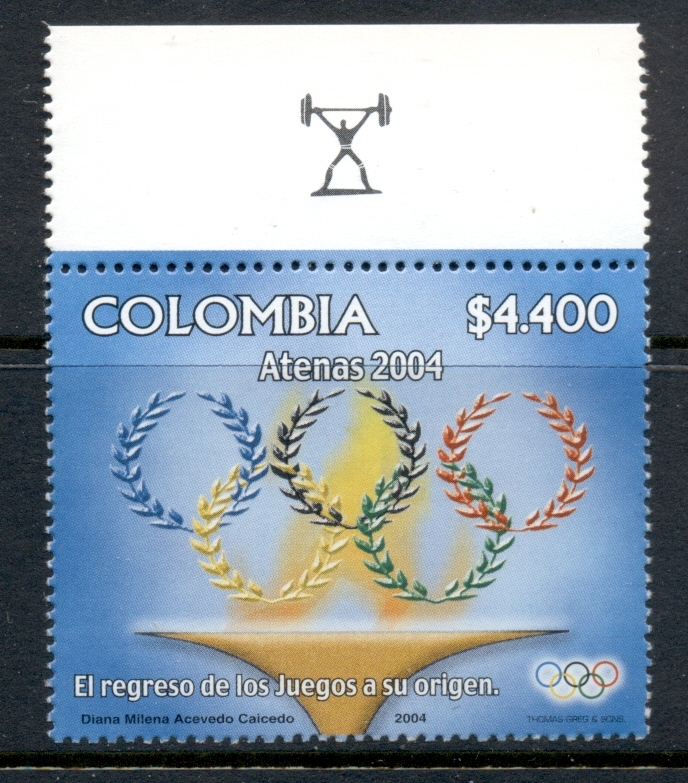 COLOMBIA $4.400
Atenas 2004
El regreso de los Juegos a su origen.
Diana Milena Acevedo Caicedo 2004 THOMAS GREG & SONS.